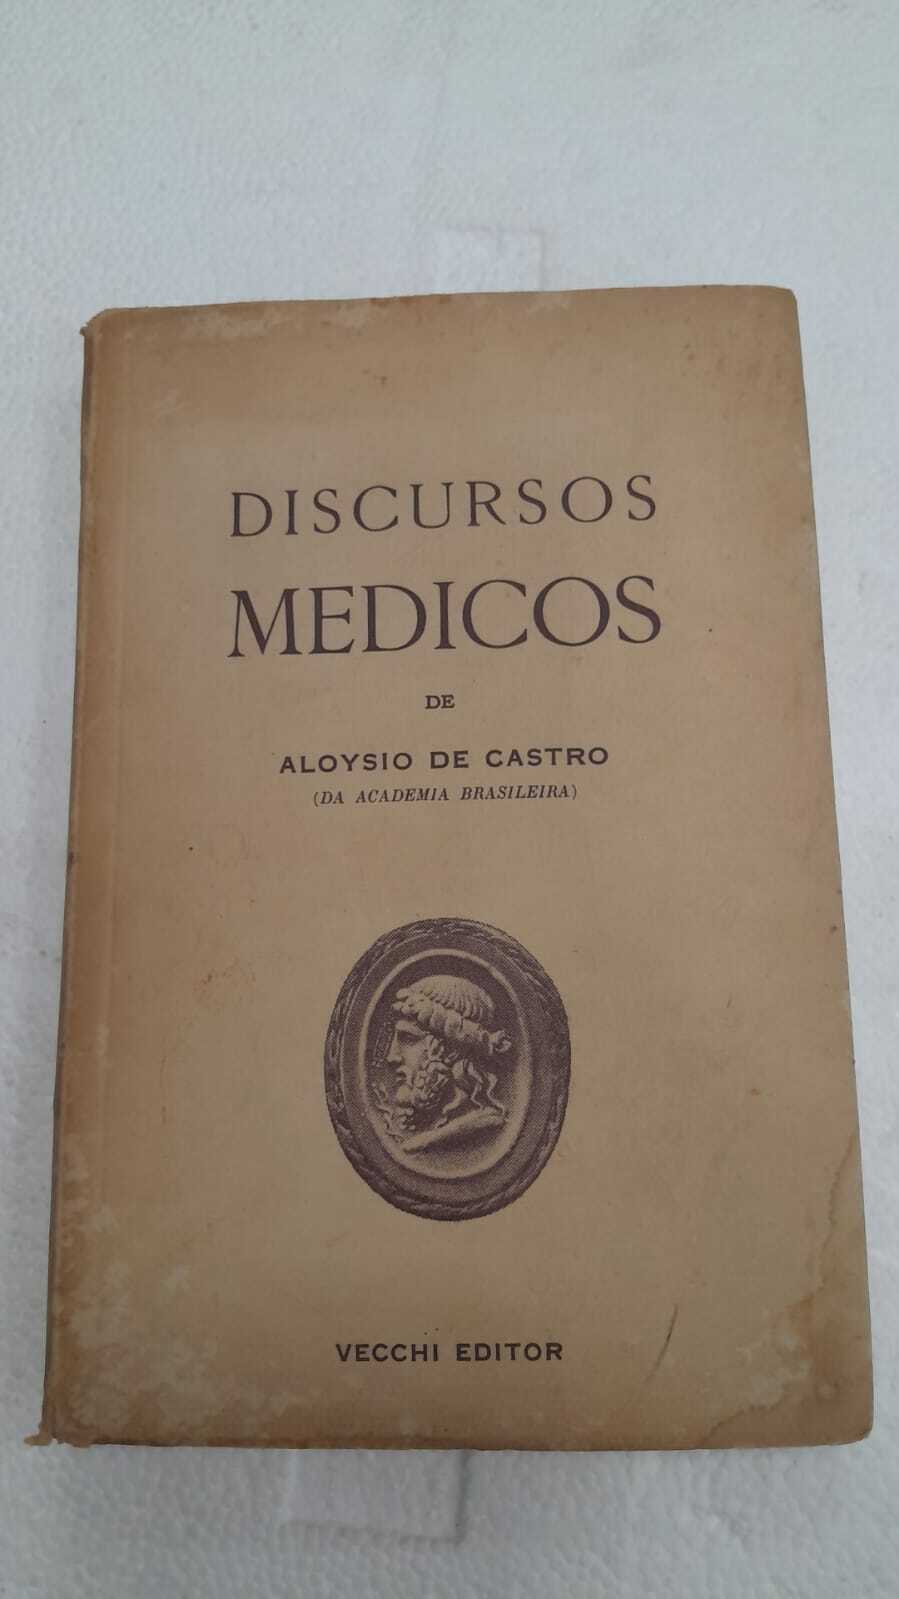 DISCURSOS
MEDICOS
DE
ALOYSIO DE CASTRO
(DA ACADEMIA BRASILEIRA)
VECCHI EDITOR